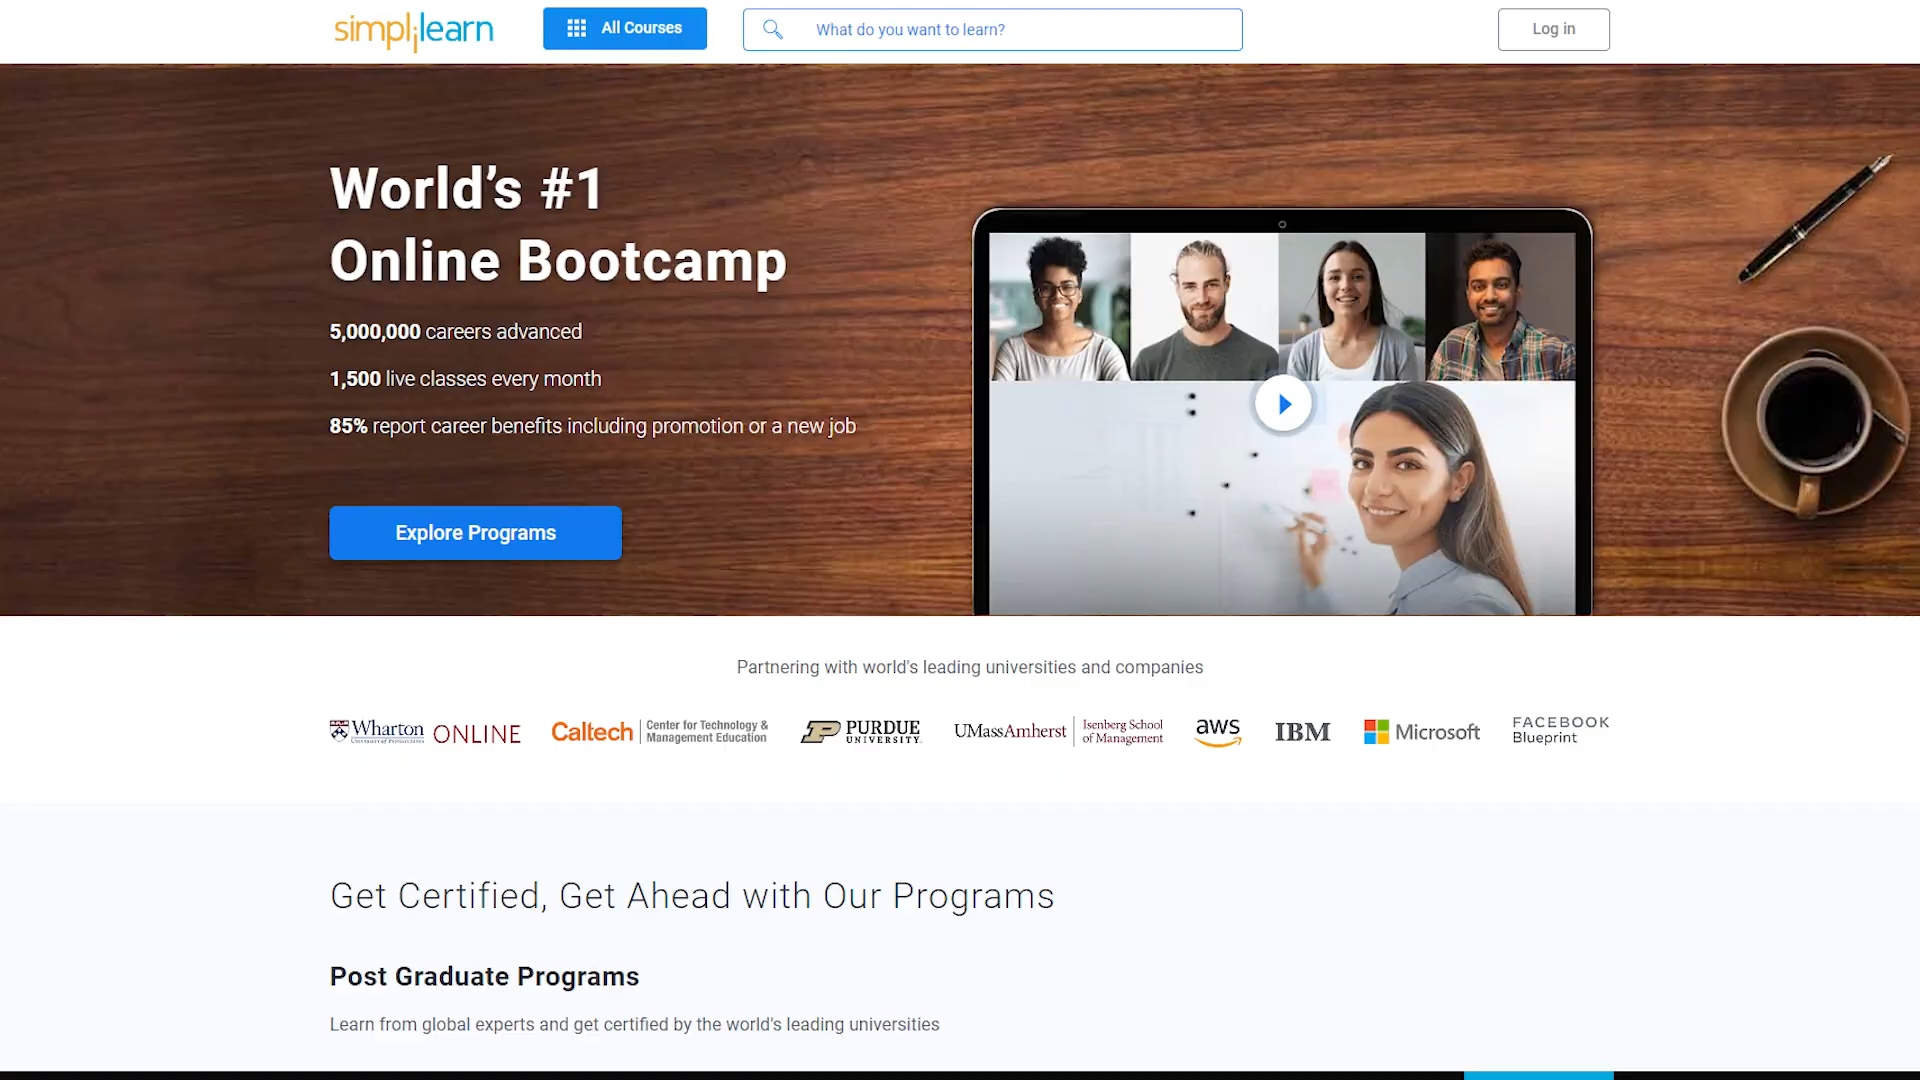 simplilearn
All Courses
What do you want to learn?
Log in
World's #1
Online Bootcamp
5,000,000 careers advanced
1,500 live classes every month
85% report career benefits including promotion or a new job
Explore Programs
Partnering with world's leading universities and companies
Wharton ONLINE
Caltech Center for Technology &
Management Education
PURDUE
UNIVERSITY
UMassAmherst Isenberg School
of Management
aws
IBM
Microsoft
FACEBOOK
Blueprint
Get Certified, Get Ahead with Our Programs
Post Graduate Programs
Learn from global experts and get certified by the world's leading universities